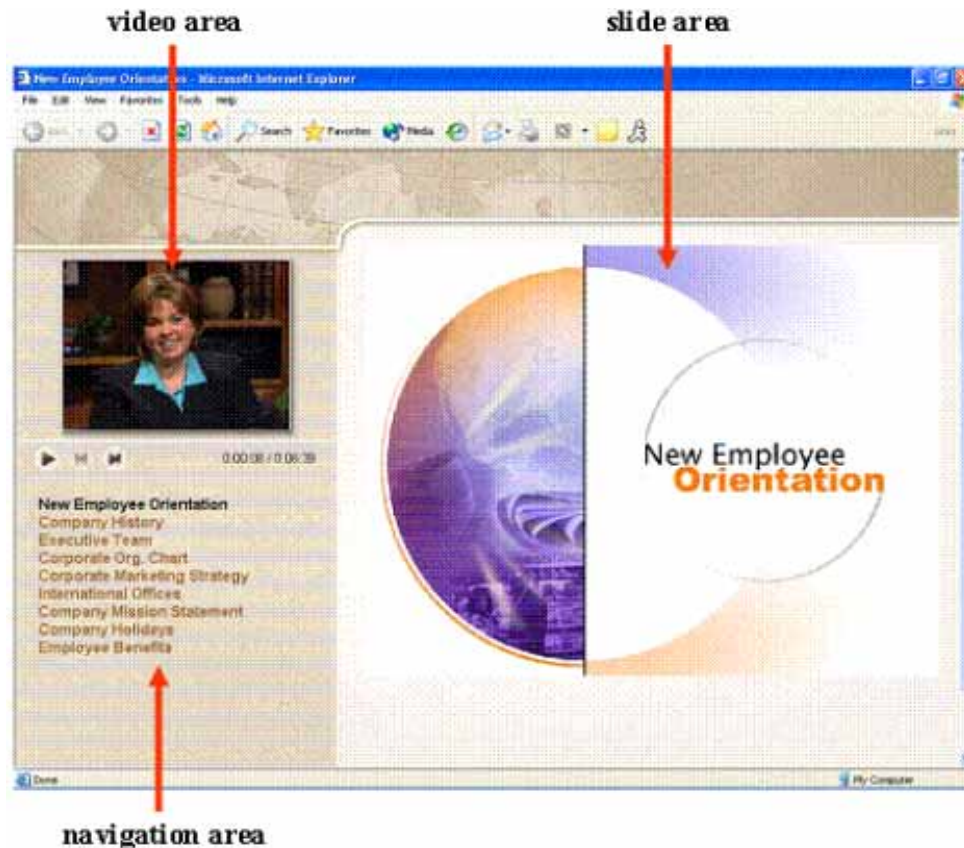 video area
slide area
New Employee Orientation - Microsoft Internet Explorer
File Edit View Favorites Tools Help
Search Favorites Media
0:00:08 / 0:06:39
New Employee Orientation
Company History
Executive Team
Corporate Org. Chart
Corporate Marketing Strategy
International Offices
Company Mission Statement
Company Holidays
Employee Benefits
New Employee
Orientation
Done
My Computer
navigation area